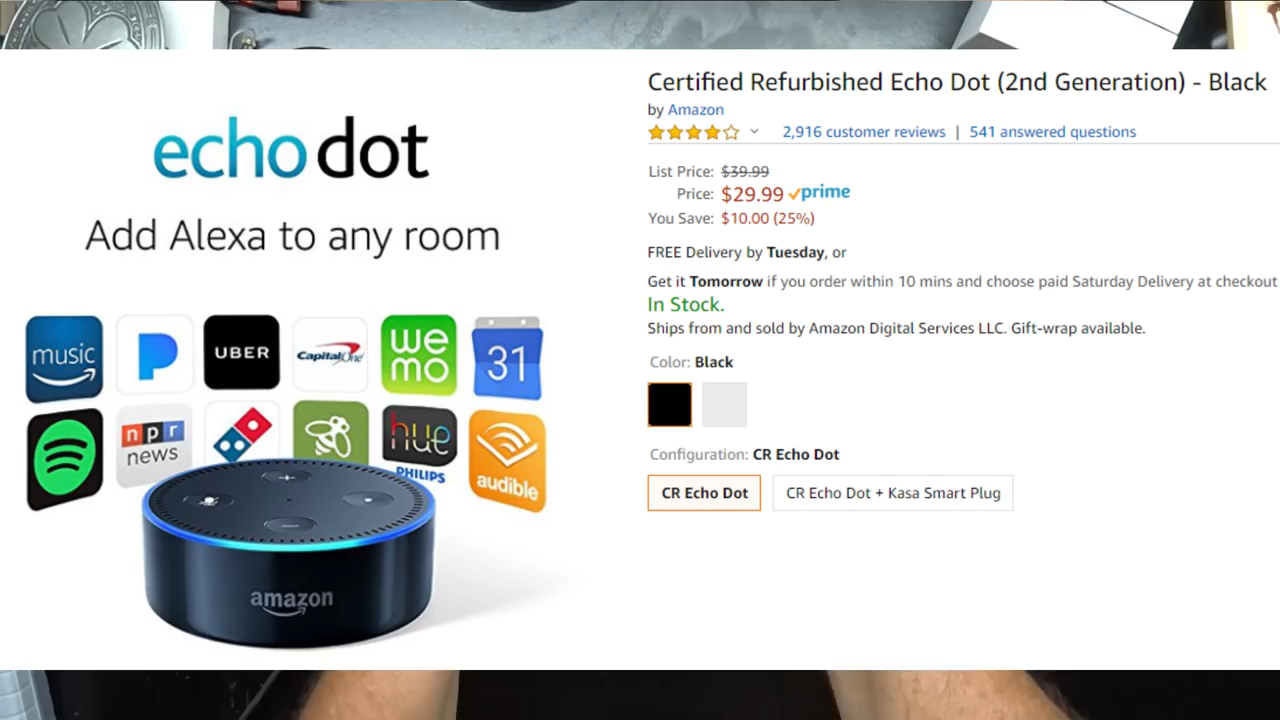 echo dot
Add Alexa to any room
music
UBER
CapitalOne
we
mo
31
npr
news
hue
PHILIPS
audible
amazon
Certified Refurbished Echo Dot (2nd Generation) - Black
by Amazon
2,916 customer reviews | 541 answered questions
List Price: $39.99
Price: $29.99 prime
You Save: $10.00 (25%)
FREE Delivery by Tuesday, or
Get it Tomorrow if you order within 10 mins and choose paid Saturday Delivery at checkout
In Stock.
Ships from and sold by Amazon Digital Services LLC. Gift-wrap available.
Color: Black
Configuration: CR Echo Dot
CR Echo Dot
CR Echo Dot + Kasa Smart Plug